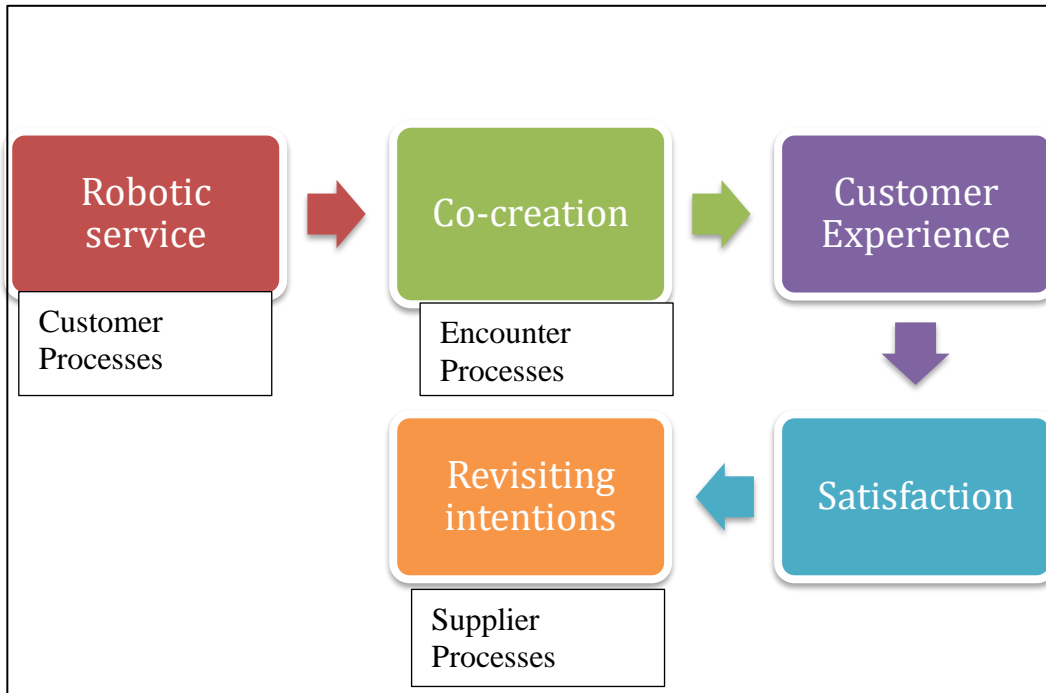 Robotic
service
Co-creation
Customer
Experience
Customer
Processes
Encounter
Processes
Revisiting
intentions
Satisfaction
Supplier
Processes